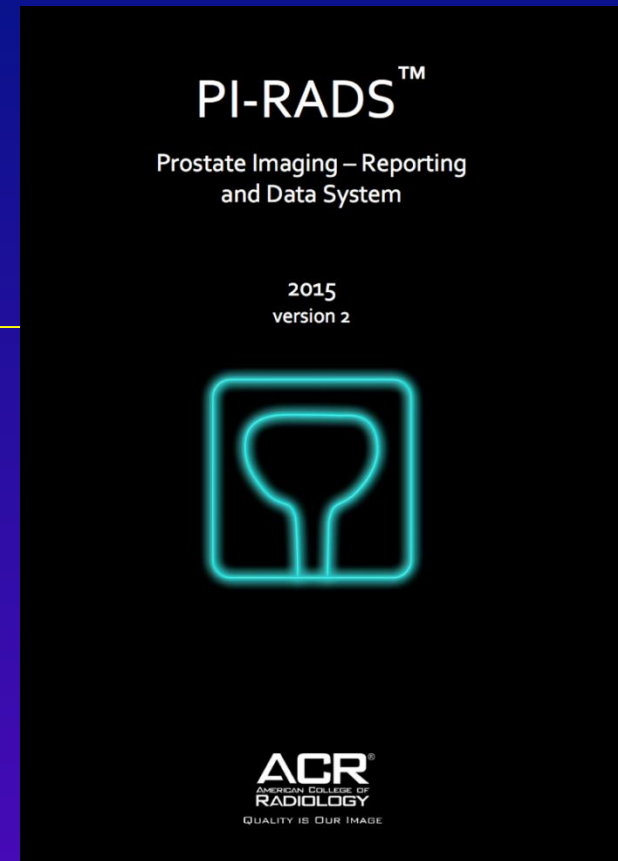 PI-RADS™
Prostate Imaging – Reporting
and Data System
2015
version 2
ACR®
AMERICAN COLLEGE OF
RADIOLOGY
QUALITY IS OUR IMAGE